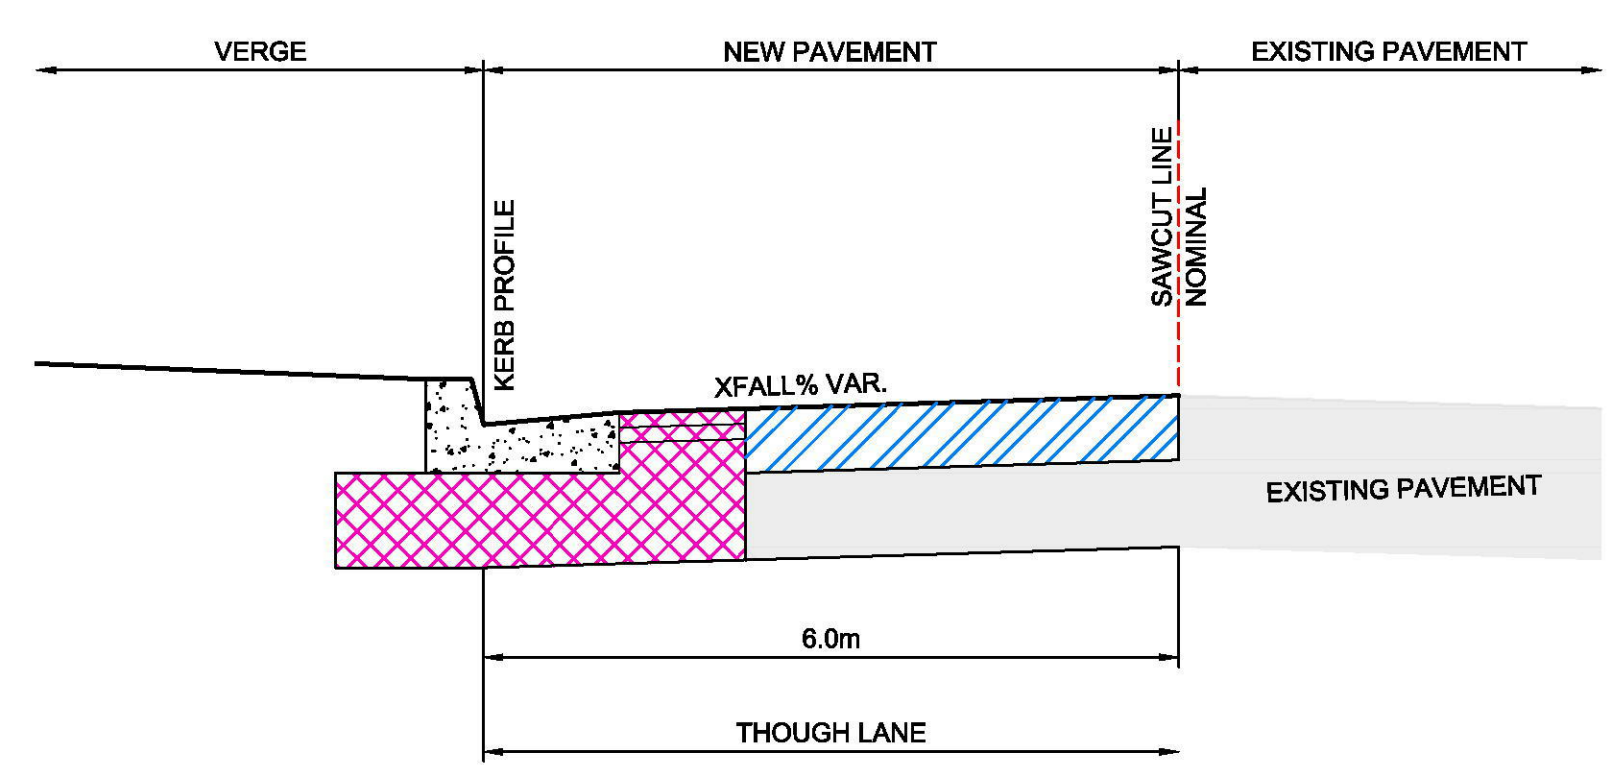 VERGE
NEW PAVEMENT
EXISTING PAVEMENT
KERB PROFILE
SAWCUT LINE
NOMINAL
XFALL% VAR.
EXISTING PAVEMENT
6.0m
THOUGH LANE